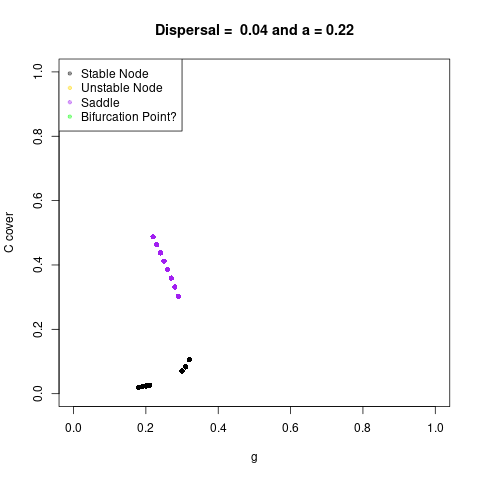 Dispersal =  0.04 and a = 0.22
Stable Node
Unstable Node
Saddle
Bifurcation Point?
C cover
1.0
0.8
0.6
0.4
0.2
0.0
0.0 0.2 0.4 0.6 0.8 1.0
g